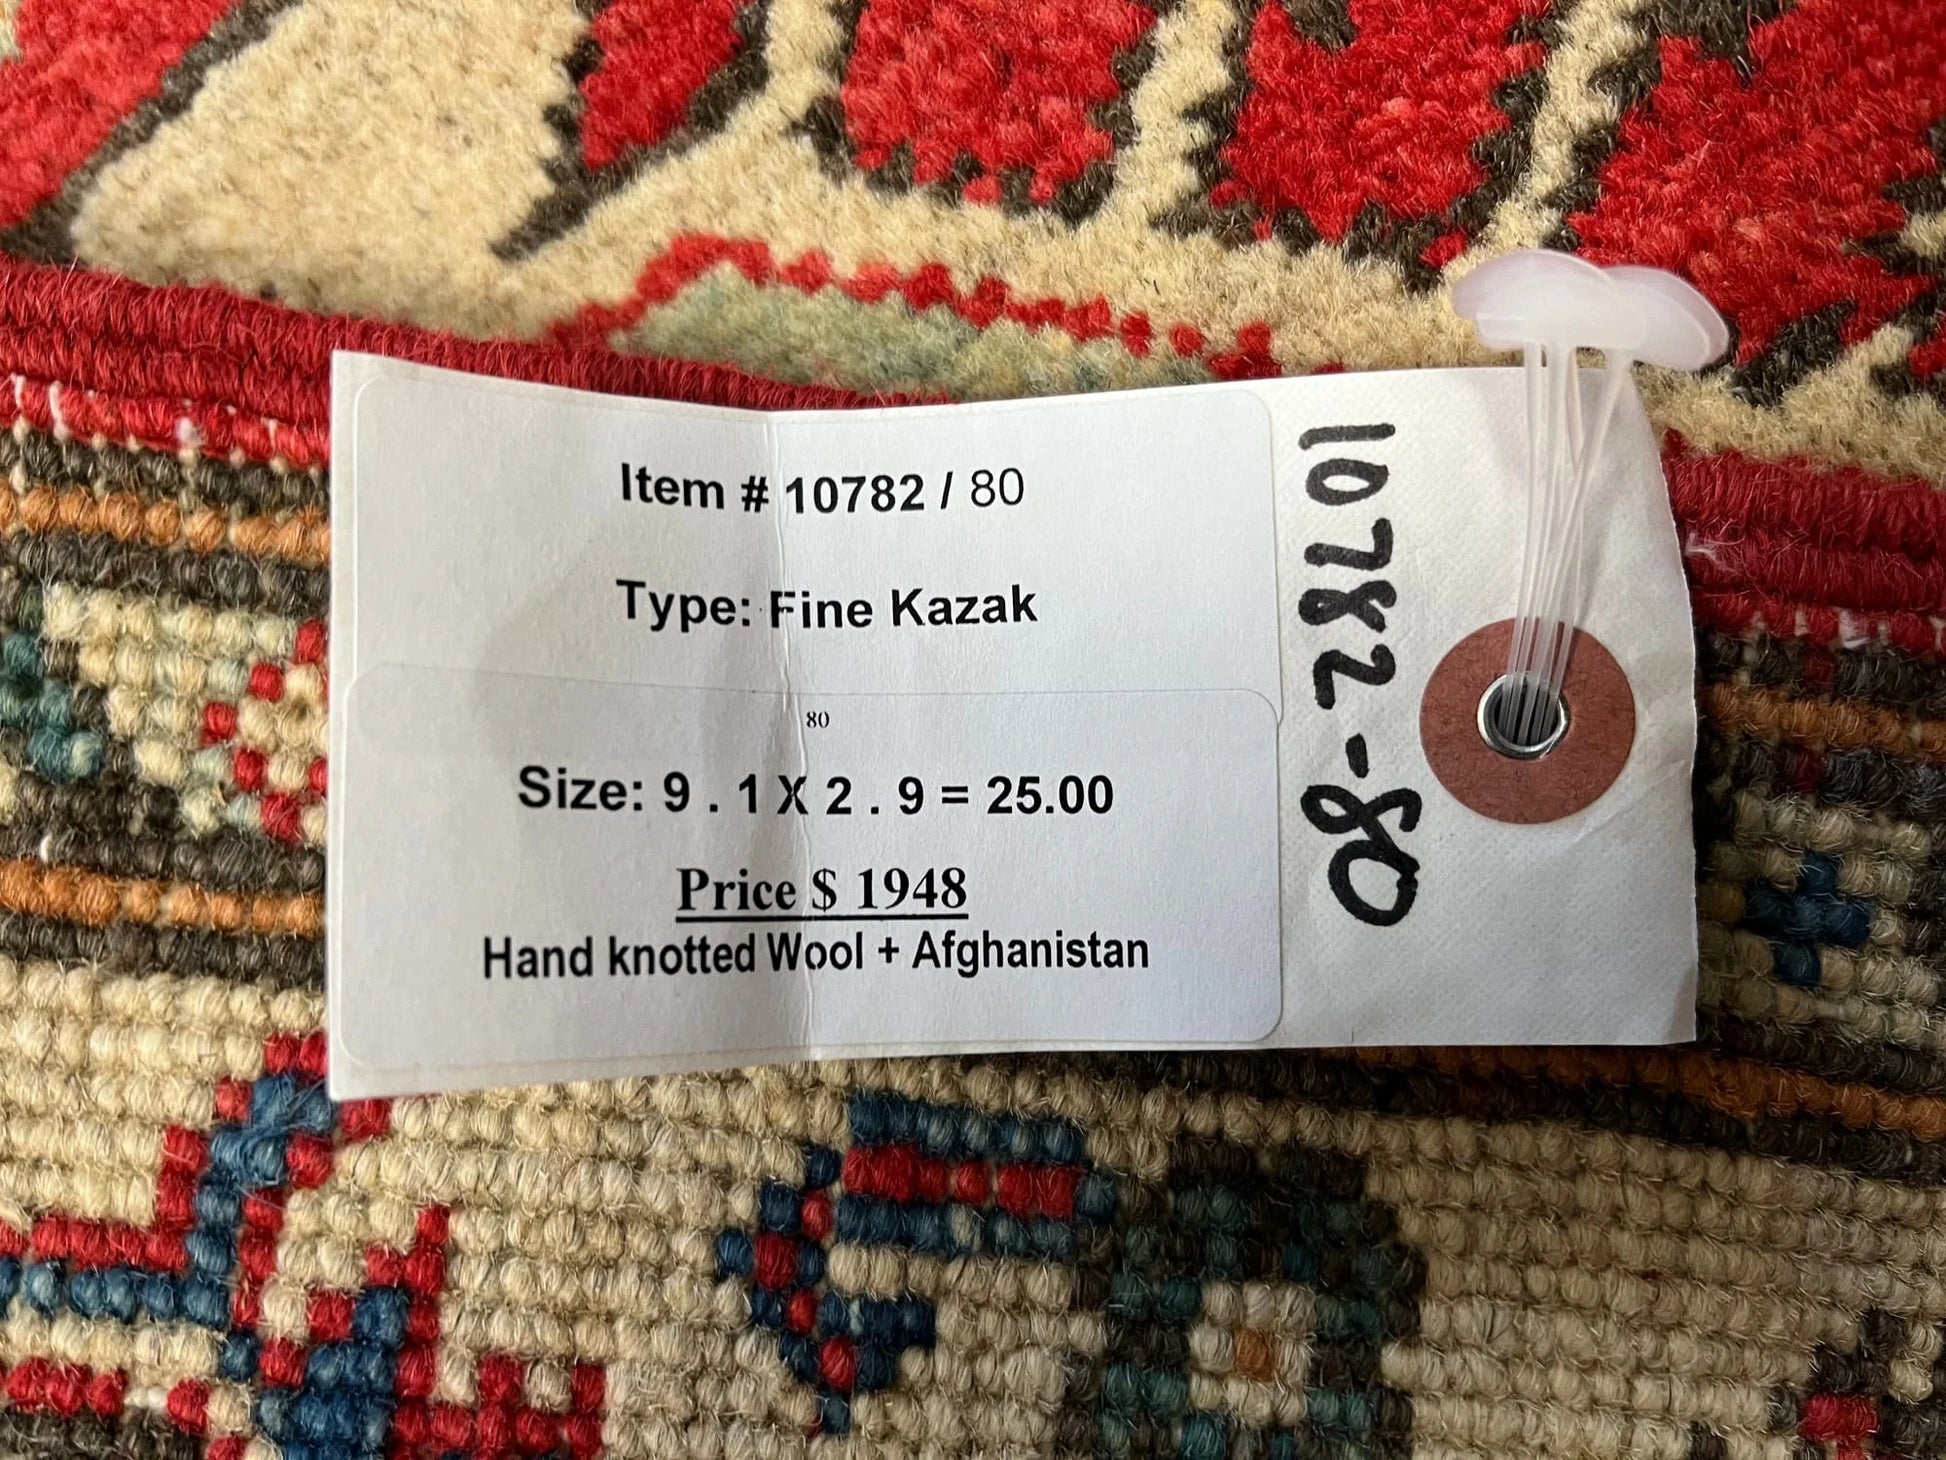 Item # 10782 / 80
Type: Fine Kazak
80
Size: 9 . 1 X 2 . 9 = 25.00
Price $ 1948
Hand knotted Wool + Afghanistan
10782-80